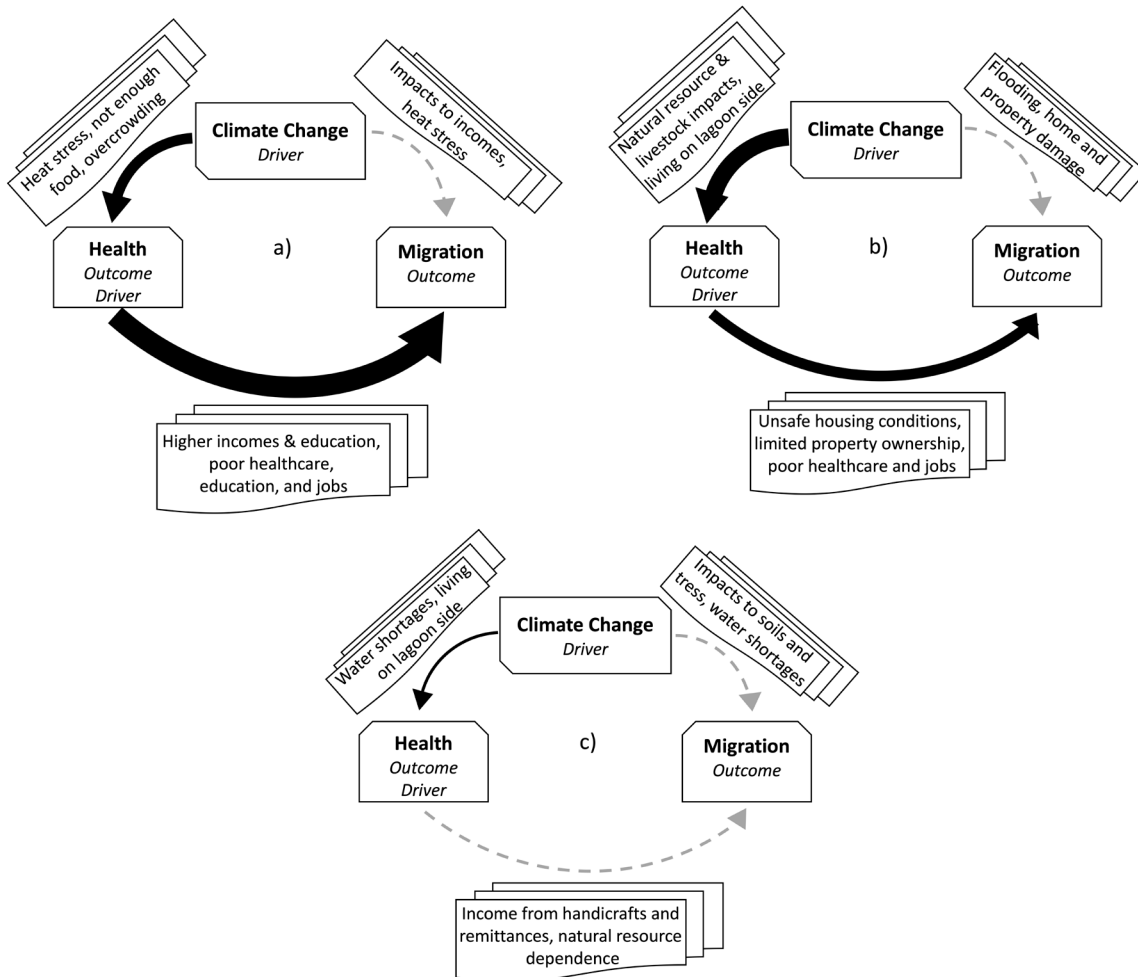 Heat stress, not enough
food, overcrowding
Impacts to incomes,
heat stress
Climate Change
Driver
Health
Outcome
Driver
a)
Migration
Outcome
Higher incomes & education,
poor healthcare,
education, and jobs
Natural resource &
livestock impacts,
living on lagoon side
Flooding, home and
property damage
Climate Change
Driver
Health
Outcome
Driver
b)
Migration
Outcome
Unsafe housing conditions,
limited property ownership,
poor healthcare and jobs
Water shortages, living
on lagoon side
Impacts to soils and
tress, water shortages
Climate Change
Driver
Health
Outcome
Driver
c)
Migration
Outcome
Income from handicrafts and
remittances, natural resource
dependence